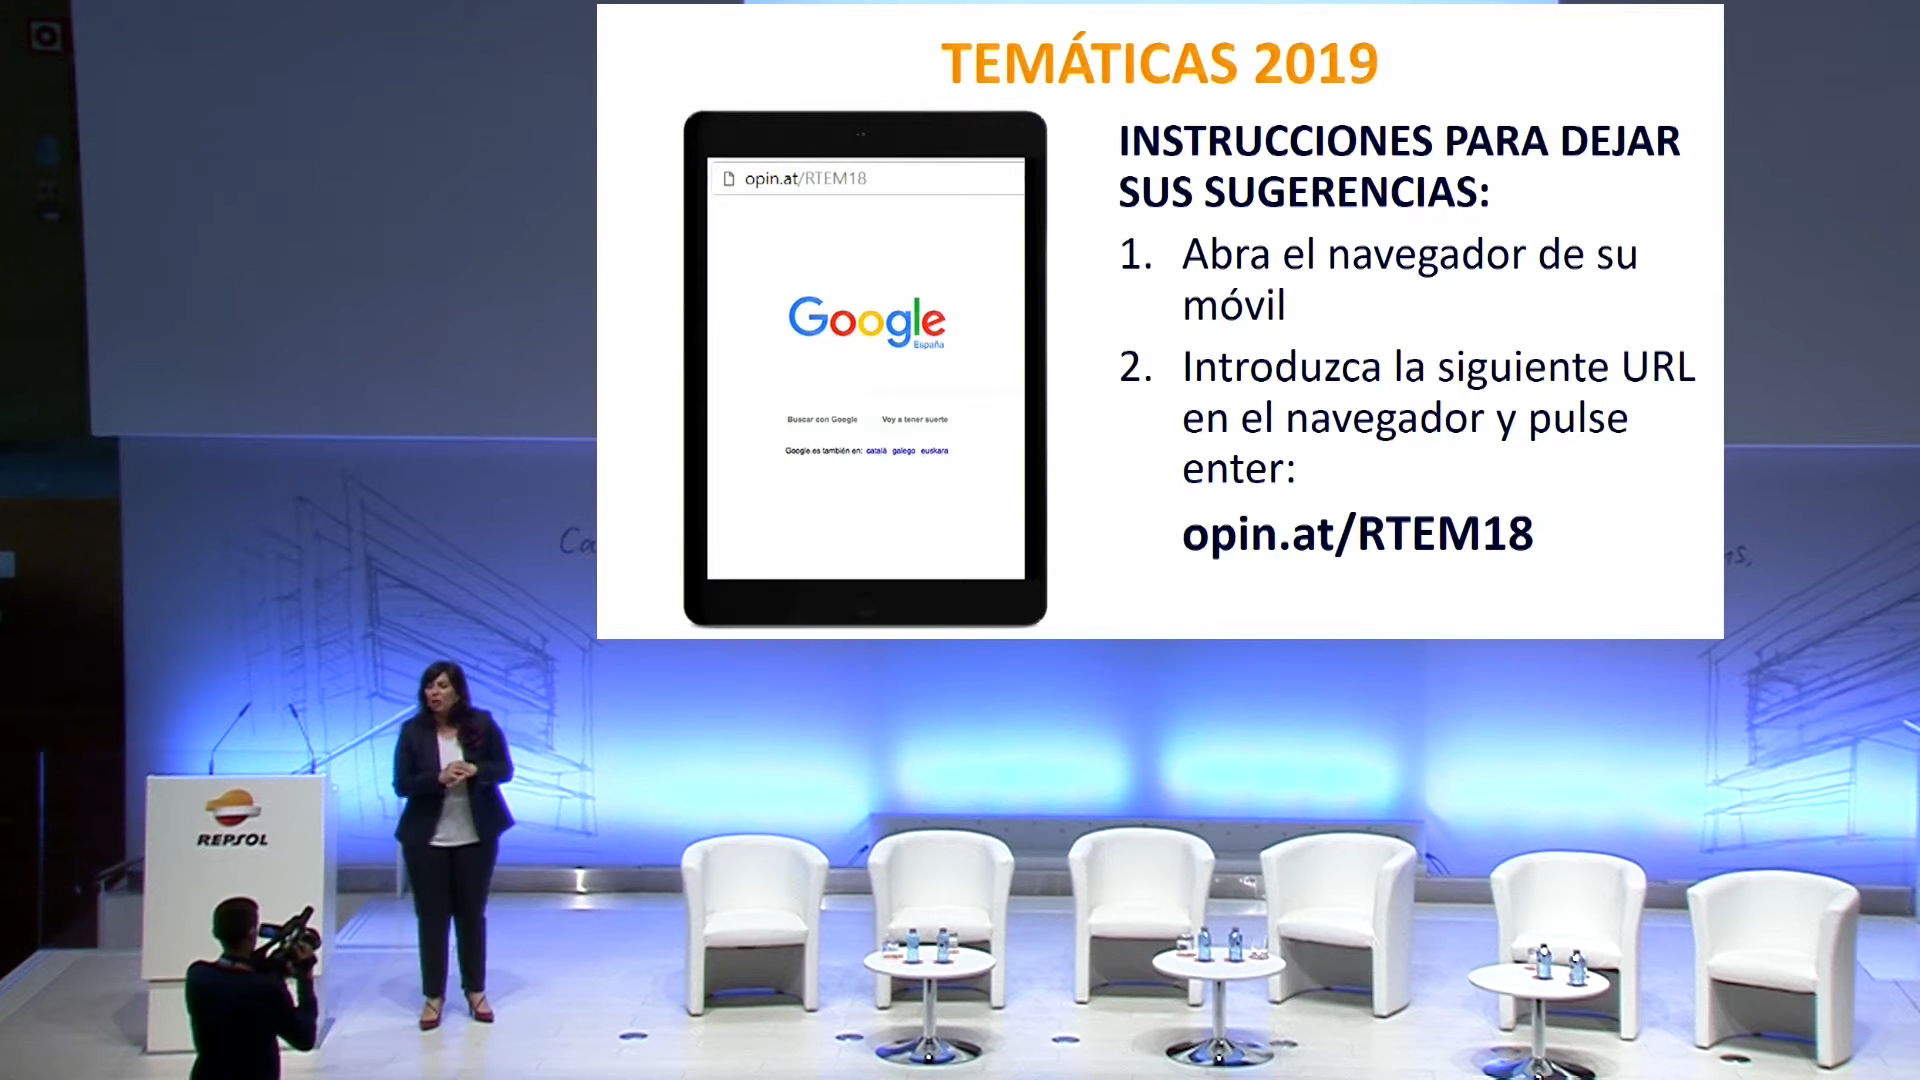 TEMÁTICAS 2019
opin.at/RTEM18
Google
España
Buscar con Google Voy a tener suerte
Google.es también en: català galego euskara
INSTRUCCIONES PARA DEJAR
SUS SUGERENCIAS:
1. Abra el navegador de su
móvil
2. Introduzca la siguiente URL
en el navegador y pulse
enter:
opin.at/RTEM18
Ca
REPSOL